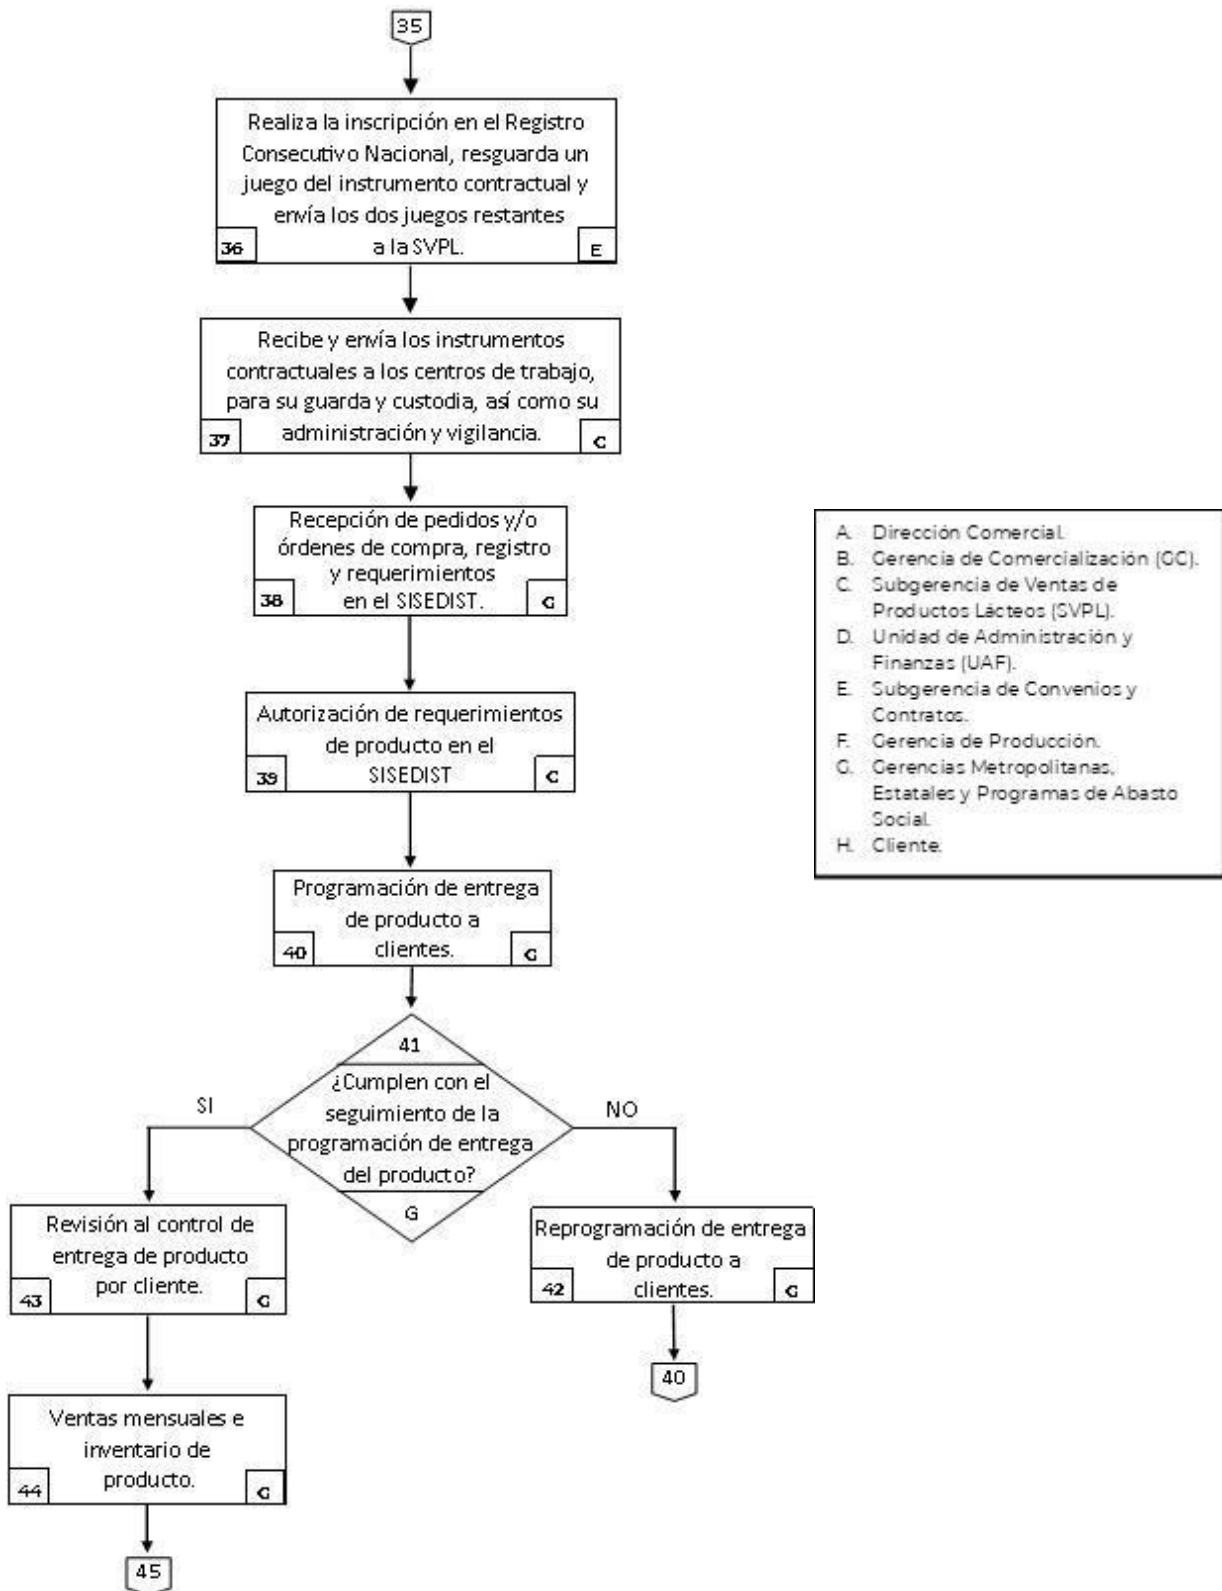 35
Realiza la inscripción en el Registro
Consecutivo Nacional, resguarda un
juego del instrumento contractual y
envía los dos juegos restantes
a la SVPL.
36
E
Recibe y envía los instrumentos
contractuales a los centros de trabajo,
para su guarda y custodia, así como su
administración y vigilancia.
37
C
Recepción de pedidos y/o
órdenes de compra, registro
y requerimientos
en el SISEDIST.
38
G
Autorización de requerimientos
de producto en el
SISEDIST
39
C
Programación de entrega
de producto a
clientes.
40
G
41
¿Cumplen con el
seguimiento de la
programación de entrega
del producto?
G
SI
NO
Revisión al control de
entrega de producto
por cliente.
43
G
Reprogramación de entrega
de producto a
clientes.
42
G
40
Ventas mensuales e
inventario de
producto.
44
G
45
A. Dirección Comercial.
B. Gerencia de Comercialización (GC).
C. Subgerencia de Ventas de
Productos Lácteos (SVPL).
D. Unidad de Administración y
Finanzas (UAF).
E. Subgerencia de Convenios y
Contratos.
F. Gerencia de Producción.
G. Gerencias Metropolitanas,
Estatales y Programas de Abasto
Social.
H. Cliente.